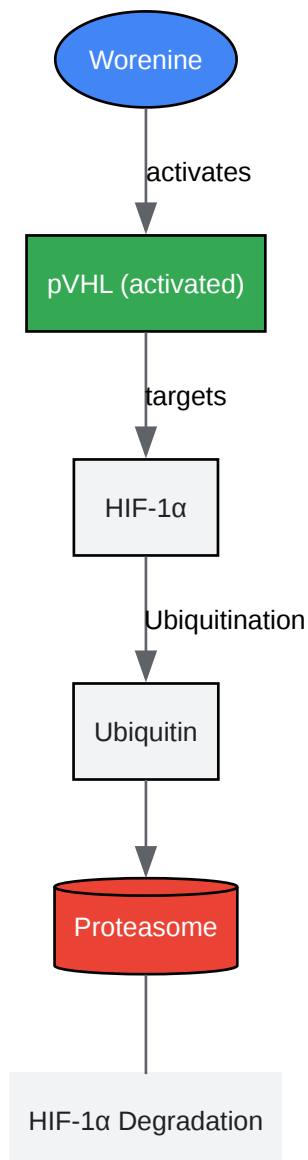 Worenine
activates
pVHL (activated)
targets
HIF-1α
Ubiquitination
Ubiquitin
Proteasome
HIF-1α Degradation